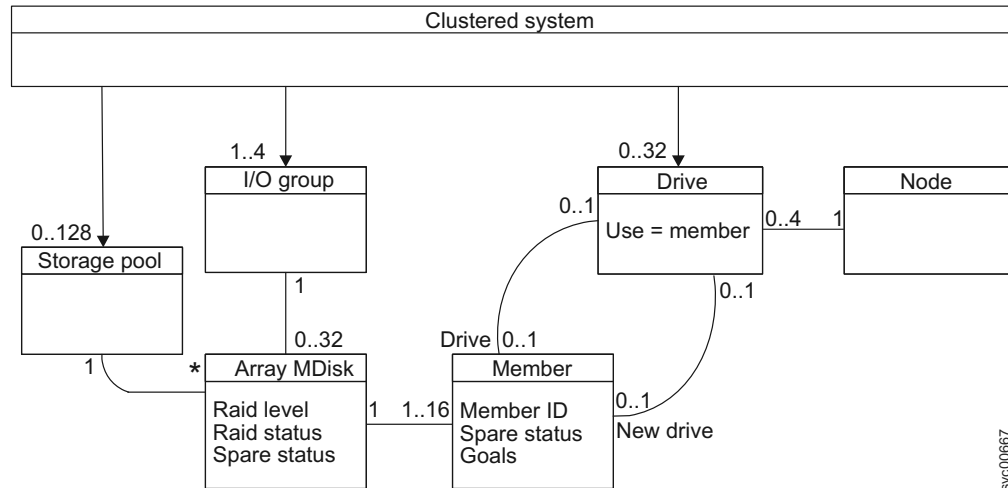 Clustered system
1..4
0..32
I/O group
Drive
Node
0..128
0..1
Use = member
0..4
1
Storage pool
1
0..1
0..32
Drive
0..1
1
*
Array MDisk
Member
Raid level
Raid status
Spare status
1
1..16
Member ID
Spare status
Goals
0..1
New drive
svc00667